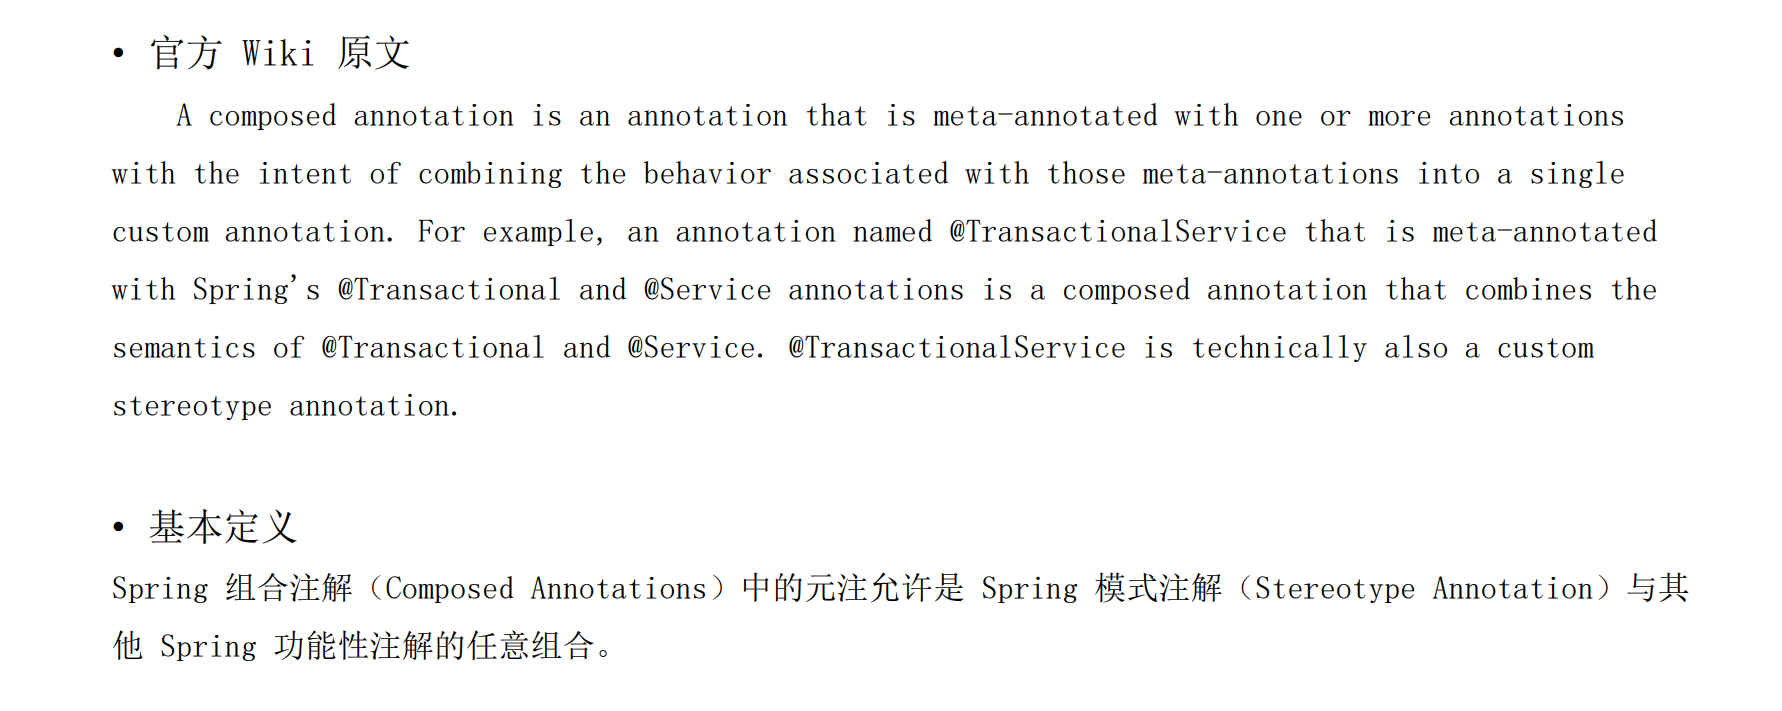 • 官方 Wiki 原文
A composed annotation is an annotation that is meta-annotated with one or more annotations
with the intent of combining the behavior associated with those meta-annotations into a single
custom annotation. For example, an annotation named @TransactionalService that is meta-annotated
with Spring's @Transactional and @Service annotations is a composed annotation that combines the
semantics of @Transactional and @Service. @TransactionalService is technically also a custom
stereotype annotation.
• 基本定义
Spring 组合注解（Composed Annotations）中的元注允许是 Spring 模式注解（Stereotype Annotation）与其
他 Spring 功能性注解的任意组合。